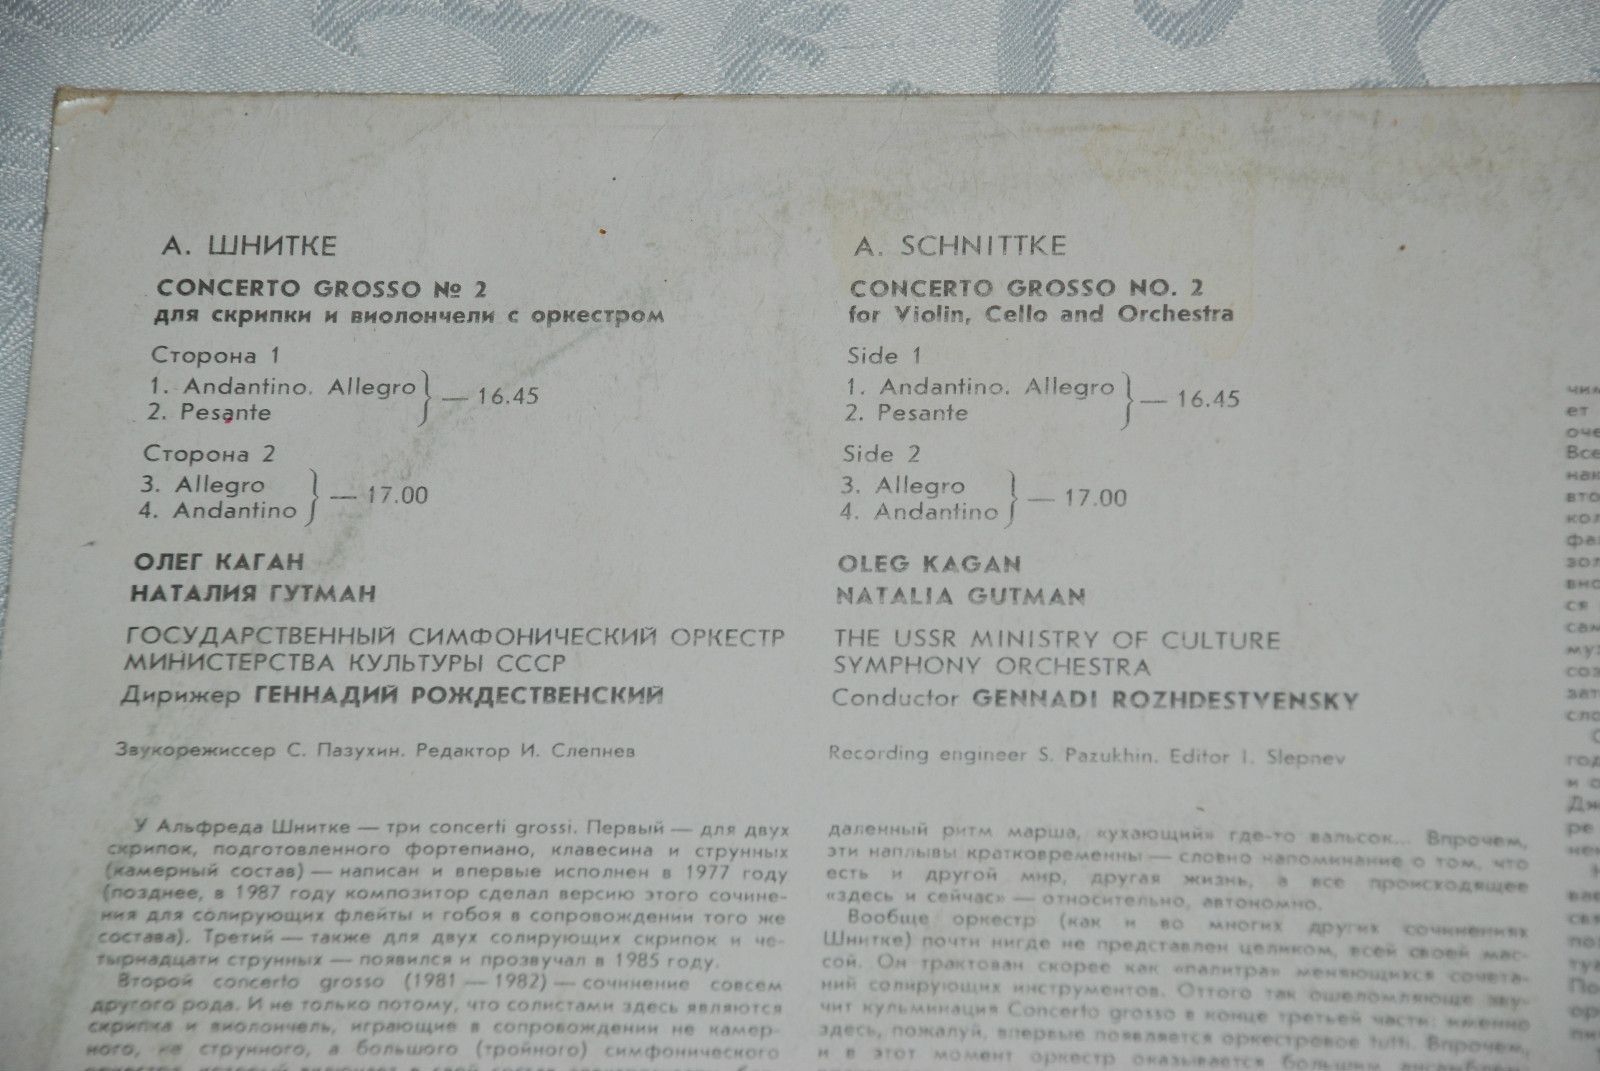 А. ШНИТКЕ
CONCERTO GROSSO № 2
для скрипки и виолончели с оркестром
Сторона 1
1. Andantino. Allegro
2. Pesante
— 16.45
Сторона 2
3. Allegro
4. Andantino
— 17.00
ОЛЕГ КАГАН
НАТАЛИЯ ГУТМАН
ГОСУДАРСТВЕННЫЙ СИМФОНИЧЕСКИЙ ОРКЕСТР
МИНИСТЕРСТВА КУЛЬТУРЫ СССР
Дирижер ГЕННАДИЙ РОЖДЕСТВЕНСКИЙ
Звукорежиссер С. Пазухин. Редактор И. Слепнев
У Альфреда Шнитке — три concerti grossi. Первый — для двух
скрипок, подготовленного фортепиано, клавесина и струнных
(камерный состав) — написан и впервые исполнен в 1977 году
(позднее, в 1987 году композитор сделал версию этого сочине-
ния для солирующих флейты и гобоя в сопровождении того же
состава). Третий — также для двух солирующих скрипок и че-
тырнадцати струнных — появился и прозвучал в 1985 году.
Второй concerto grosso (1981 — 1982) — сочинение совсем
другого рода. И не только потому, что солистами здесь являются
скрипка и виолончель, играющие в сопровождении не камер-
ного, не струнного, а большого (тройного) симфонического
A. SCHNITTKE
CONCERTO GROSSO NO. 2
for Violin, Cello and Orchestra
Side 1
1. Andantino. Allegro
2. Pesante
— 16.45
Side 2
3. Allegro
4. Andantino
— 17.00
OLEG KAGAN
NATALIA GUTMAN
THE USSR MINISTRY OF CULTURE
SYMPHONY ORCHESTRA
Conductor GENNADI ROZHDESTVENSKY
Recording engineer S. Pazukhin. Editor I. Slepnev
даленный ритм марша, «ухающий» где-то вальсок... Впрочем,
эти наплывы кратковременны — словно напоминание о том, что
есть и другой мир, другая жизнь, а все происходящее
«здесь и сейчас» — относительно, автономно.
Вообще оркестр (как и во многих других сочинениях
Шнитке) почти нигде не представлен целиком, всей своей мас-
сой. Он трактован скорее как «палитра» меняющихся сочета-
ний солирующих инструментов. Оттого так ошеломляюще зву-
чит кульминация Concerto grosso в конце третьей части: именно
здесь, пожалуй, впервые появляется оркестровое tutti. Впрочем,
и в этот момент оркестр оказывается большим